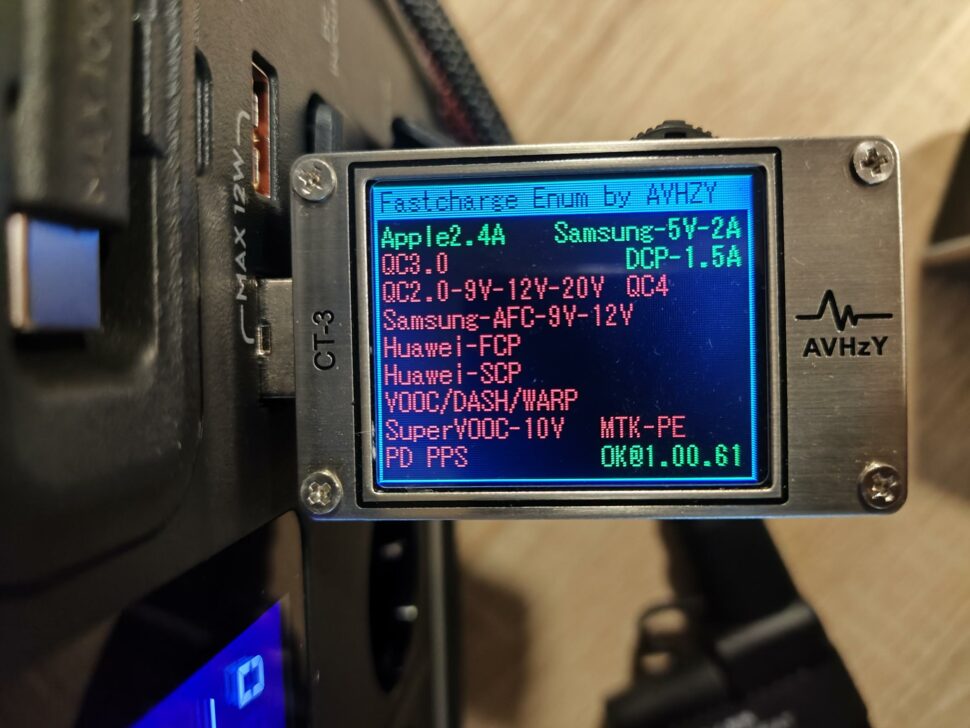 Fastcharge Enum by AVHZY
Apple2.4A Samsung-5V-2A
QC3.0 DCP-1.5A
QC2.0-9V-12V-20V QC4
Samsung-AFC-9V-12V
Huawei-FCP
Huawei-SCP
VOOC/DASH/WARP
SuperVOOC-10V MTK-PE
PD PPS OK@1.00.61
CT-3
AVHzY
MAX 12W